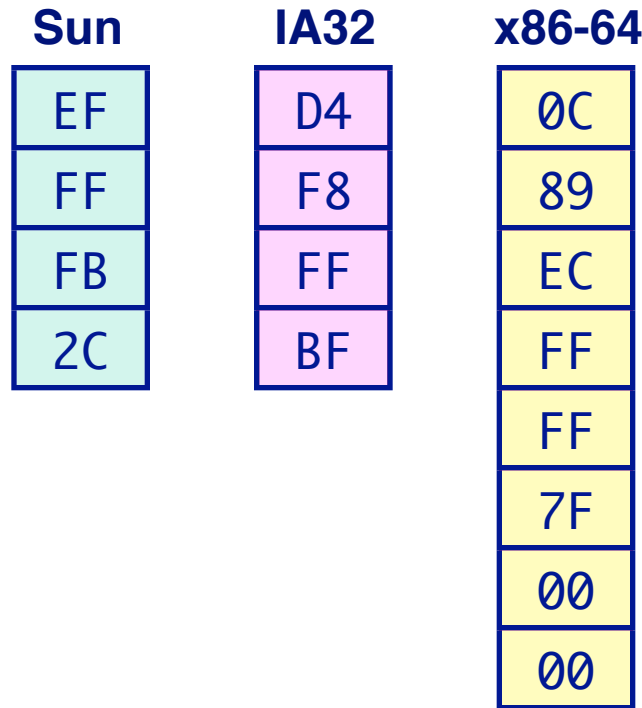 Sun IA32 x86-64
EF D4 0C
FF F8 89
FB FF EC
2C BF FF
FF
7F
00
00